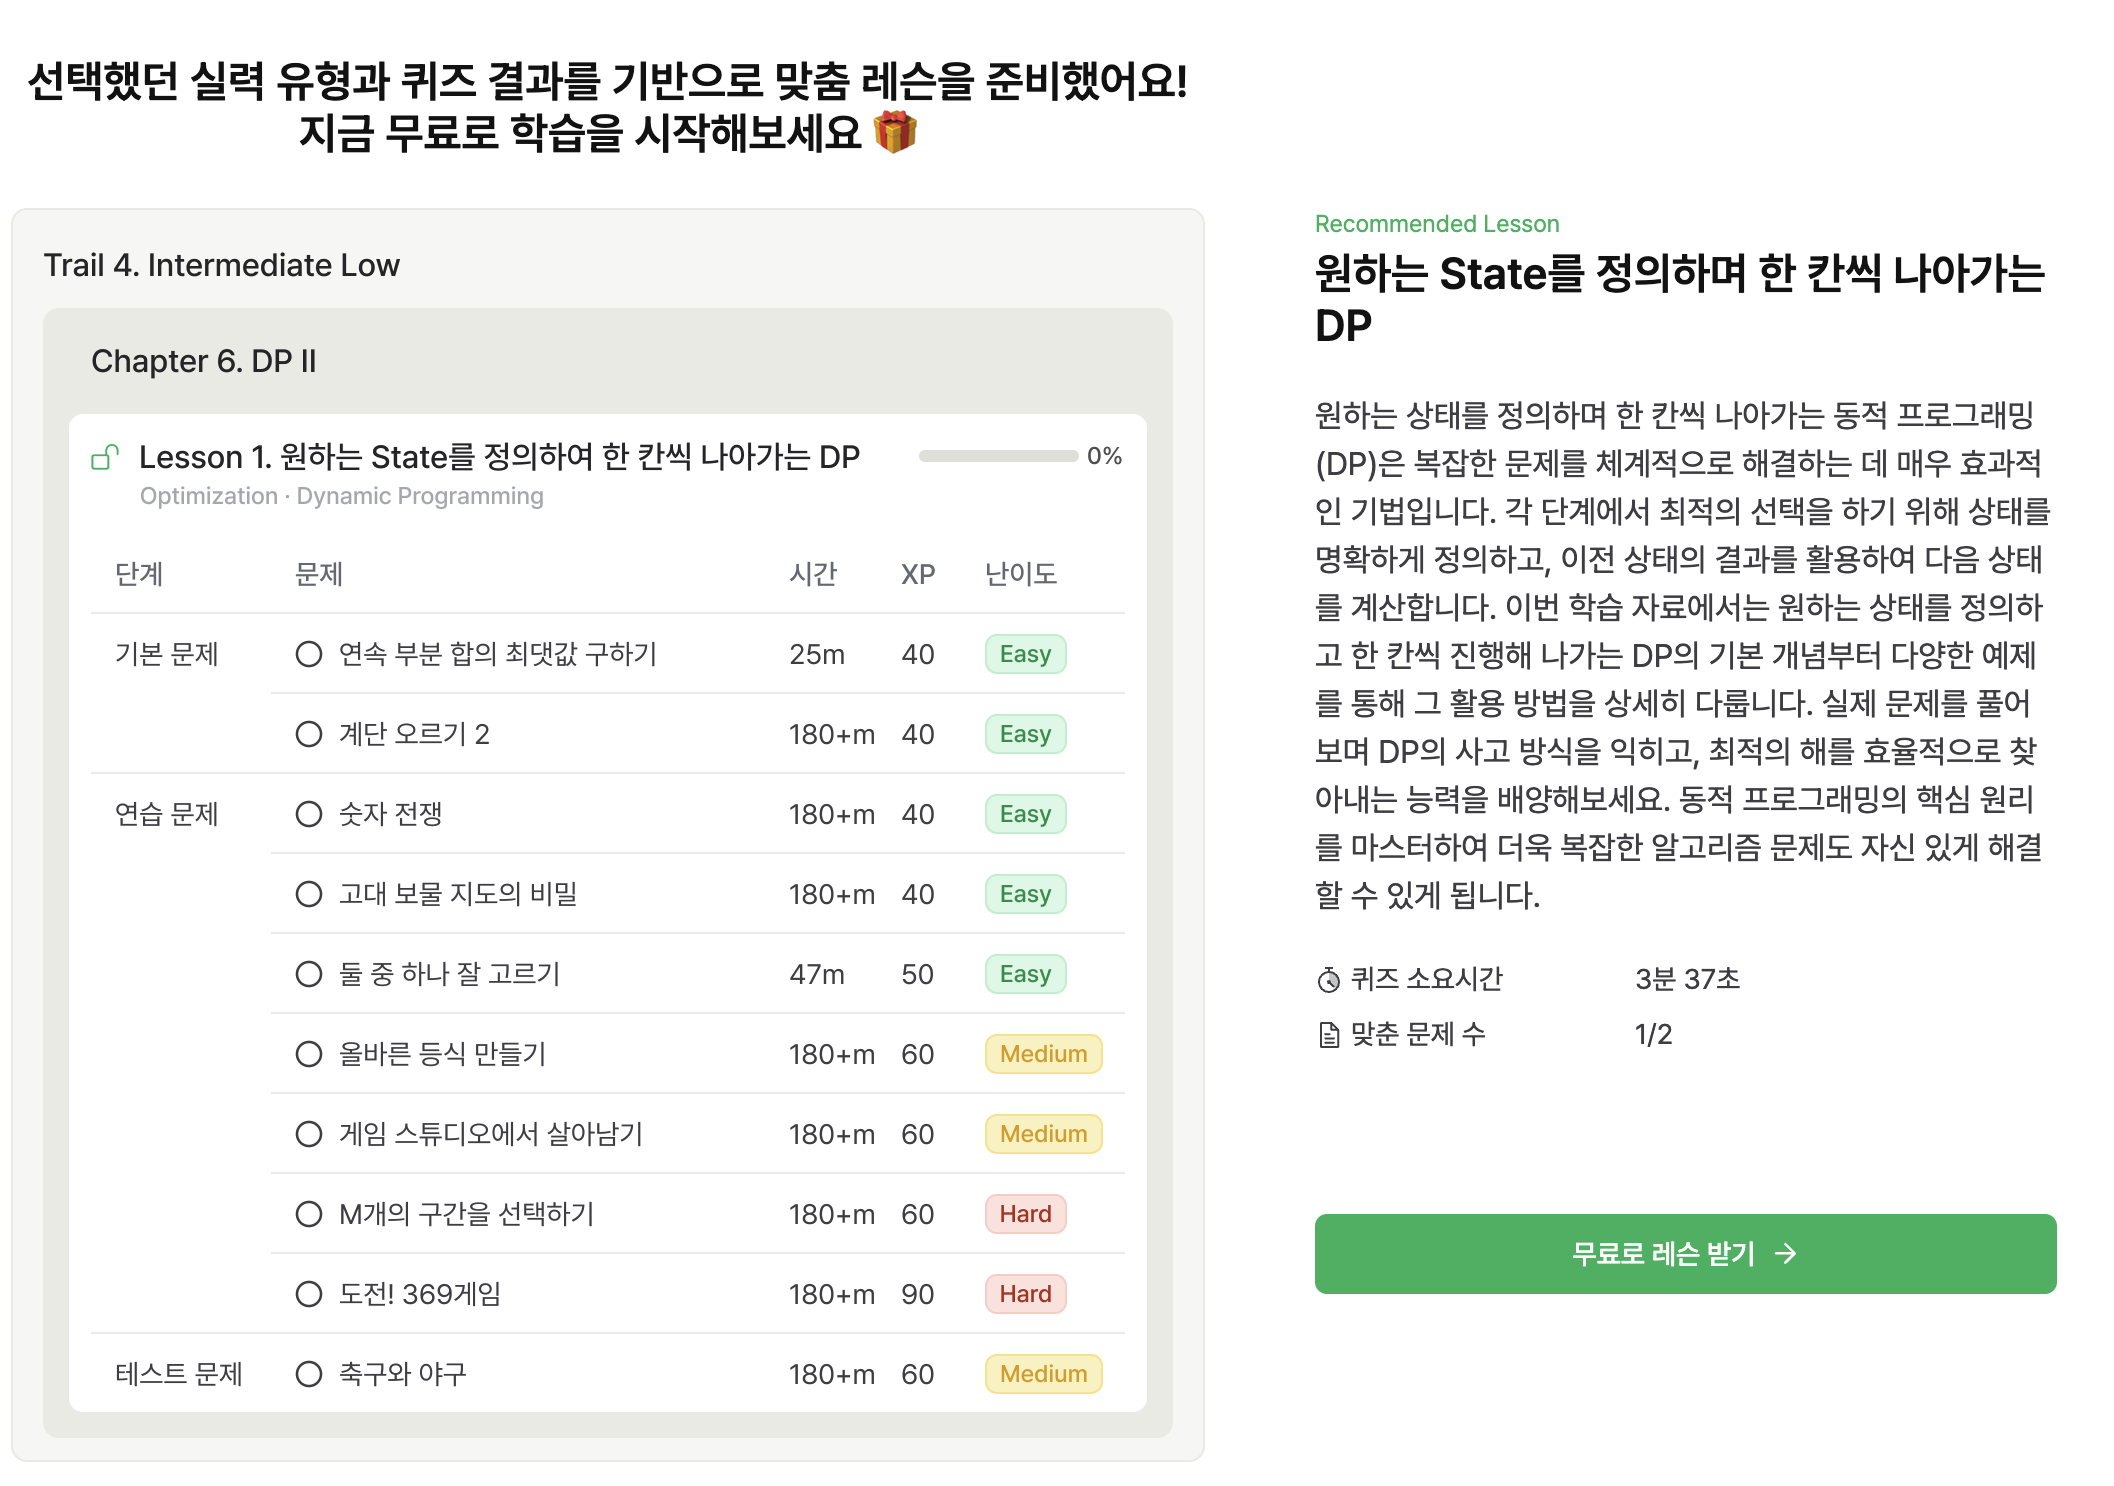 선택했던 실력 유형과 퀴즈 결과를 기반으로 맞춤 레슨을 준비했어요!
지금 무료로 학습을 시작해보세요 🎁
Trail 4. Intermediate Low
Chapter 6. DP II
Lesson 1. 원하는 State를 정의하여 한 칸씩 나아가는 DP 0%
Optimization · Dynamic Programming
단계 문제 시간 XP 난이도
기본 문제 연속 부분 합의 최댓값 구하기 25m 40 Easy
계단 오르기 2 180+m 40 Easy
연습 문제 숫자 전쟁 180+m 40 Easy
고대 보물 지도의 비밀 180+m 40 Easy
둘 중 하나 잘 고르기 47m 50 Easy
올바른 등식 만들기 180+m 60 Medium
게임 스튜디오에서 살아남기 180+m 60 Medium
M개의 구간을 선택하기 180+m 60 Hard
도전! 369게임 180+m 90 Hard
테스트 문제 축구와 야구 180+m 60 Medium
Recommended Lesson
원하는 State를 정의하며 한 칸씩 나아가는
DP
원하는 상태를 정의하며 한 칸씩 나아가는 동적 프로그래밍
(DP)은 복잡한 문제를 체계적으로 해결하는 데 매우 효과적
인 기법입니다. 각 단계에서 최적의 선택을 하기 위해 상태를
명확하게 정의하고, 이전 상태의 결과를 활용하여 다음 상태
를 계산합니다. 이번 학습 자료에서는 원하는 상태를 정의하
고 한 칸씩 진행해 나가는 DP의 기본 개념부터 다양한 예제
를 통해 그 활용 방법을 상세히 다룹니다. 실제 문제를 풀어
보며 DP의 사고 방식을 익히고, 최적의 해를 효율적으로 찾
아내는 능력을 배양해보세요. 동적 프로그래밍의 핵심 원리
를 마스터하여 더욱 복잡한 알고리즘 문제도 자신 있게 해결
할 수 있게 됩니다.
퀴즈 소요시간 3분 37초
맞춘 문제 수 1/2
무료로 레슨 받기 →